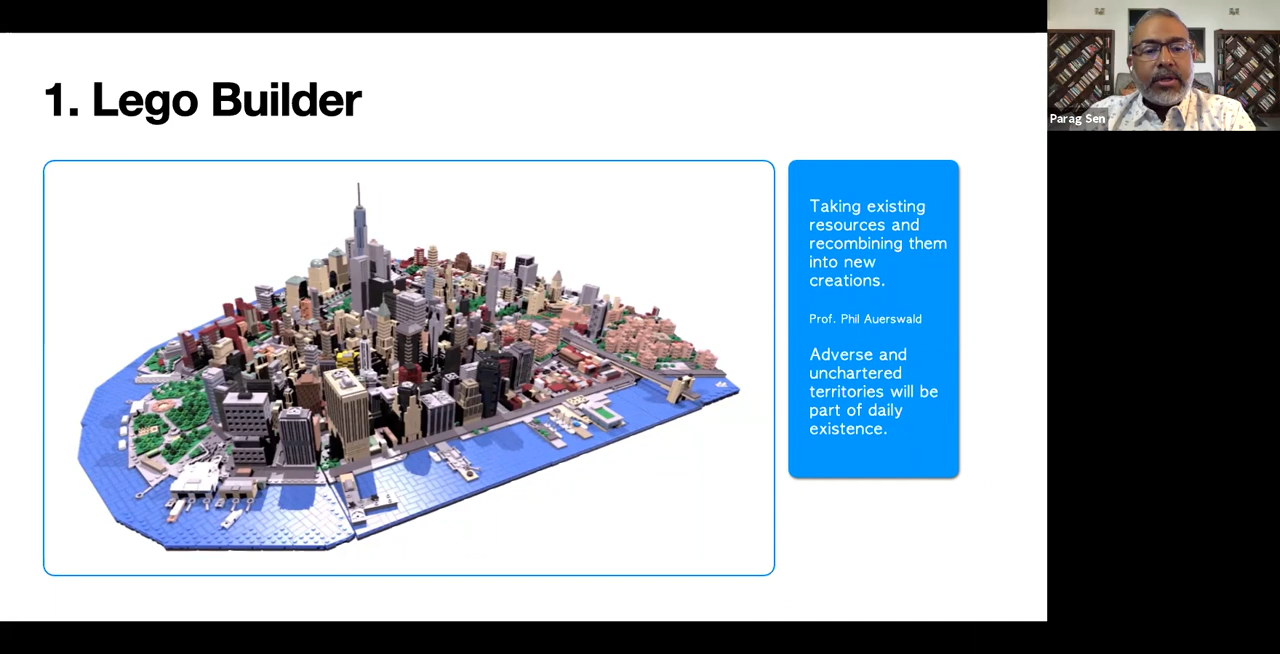 1. Lego Builder
Parag Sen
Taking existing
resources and
recombining them
into new
creations.
Prof. Phil Auerswald
Adverse and
unchartered
territories will be
part of daily
existence.